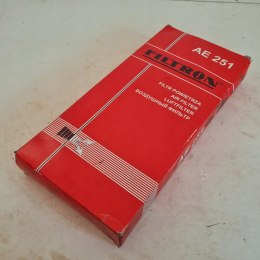 AE 251
FILTRON
FILTR POWIETRZA
AIR FILTER
LUFTFILTER
ВОЗДУШНЫЙ ФИЛЬТР